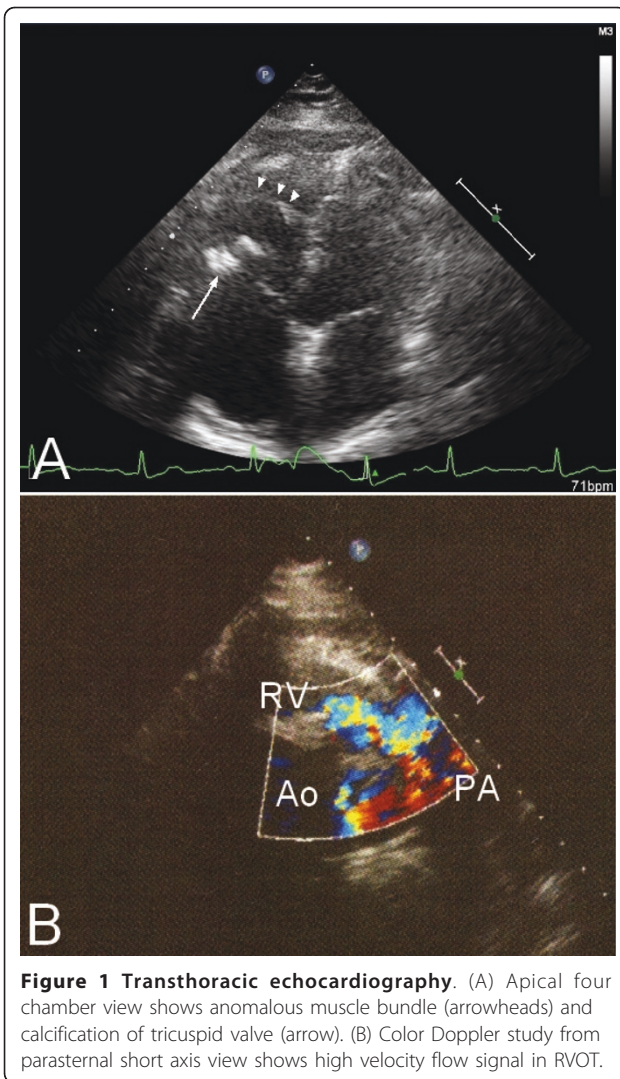 M3
P
x
A
71bpm
P
x
RV
Ao
PA
B
Figure 1 Transthoracic echocardiography. (A) Apical four
chamber view shows anomalous muscle bundle (arrowheads) and
calcification of tricuspid valve (arrow). (B) Color Doppler study from
parasternal short axis view shows high velocity flow signal in RVOT.